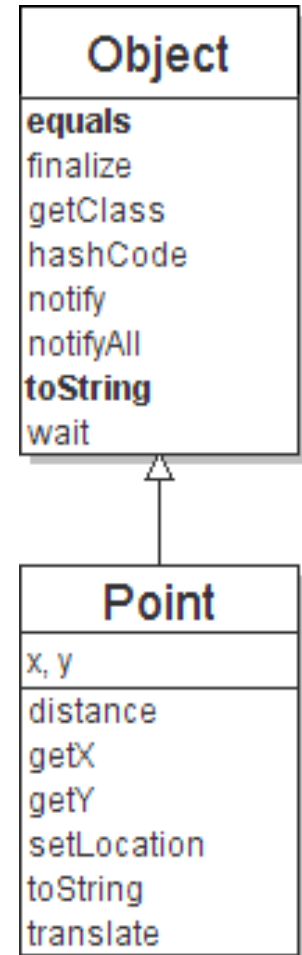 Object
equals
finalize
getClass
hashCode
notify
notifyAll
toString
wait
Point
x, y
distance
getX
getY
setLocation
toString
translate